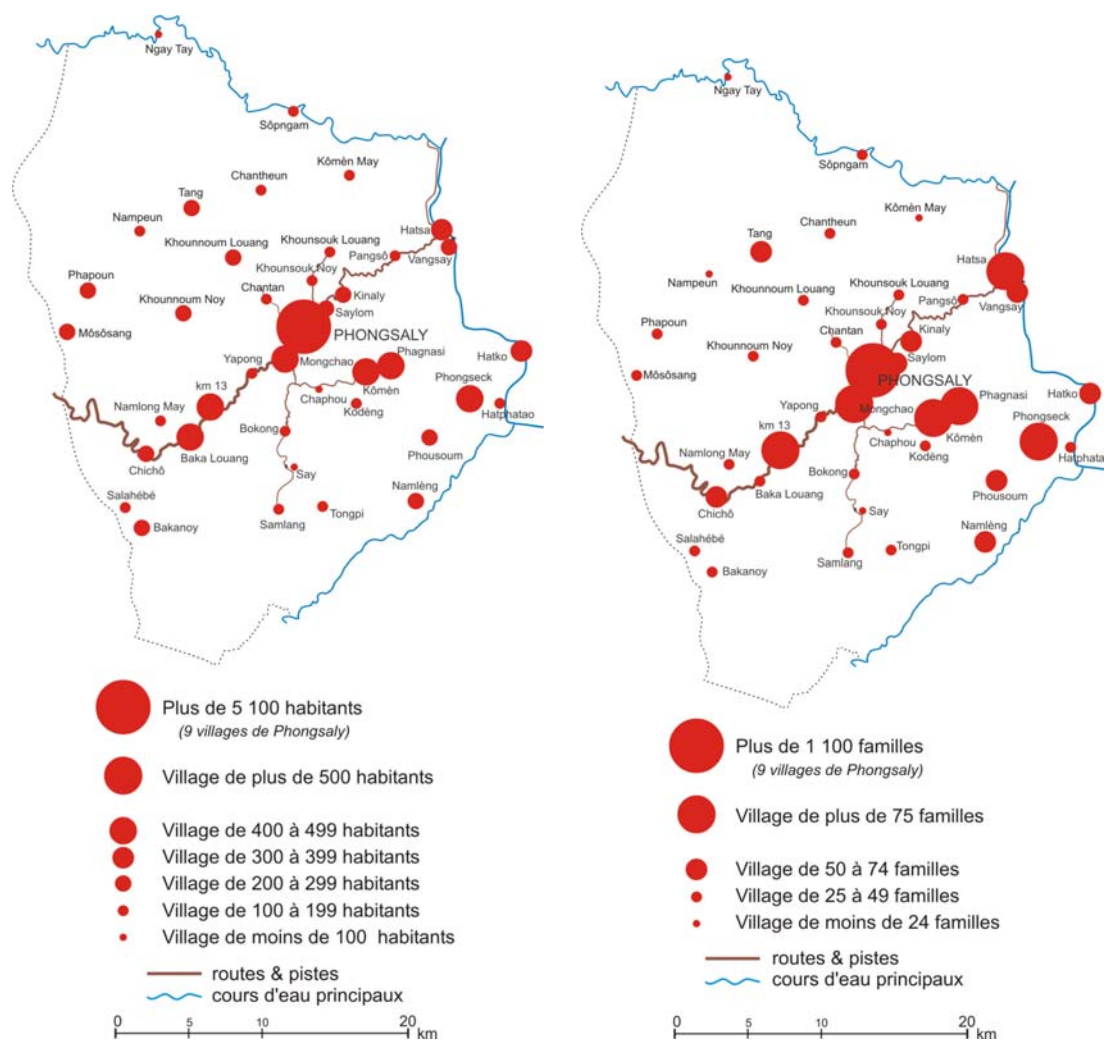 Ngay Tay
Sôpngam
Kômèn May
Chantheun
Tang
Nampeun
Khounnoum Louang
Khounsouk Louang
Hatsa
Pangsô
Vangsay
Phapoun
Khounsouk Noy
Chantan
Kinaly
Khounnoum Noy
Saylom
Môsôsang
PHONGSALY
Yapong
Mongchao
Phagnasi
Hatko
km 13
Kômèn
Phongseck
Namlong May
Chaphou
Kodèng
Hatphatao
Bokong
Baka Louang
Chichô
Phousoum
Say
Salahébé
Namlèng
Samlang
Tongpi
Bakanoy
Plus de 5 100 habitants
(9 villages de Phongsaly)
Village de plus de 500 habitants
Village de 400 à 499 habitants
Village de 300 à 399 habitants
Village de 200 à 299 habitants
Village de 100 à 199 habitants
Village de moins de 100 habitants
routes & pistes
cours d'eau principaux
0 5 10 20 km
Ngay Tay
Sôpngam
Kômèn May
Chantheun
Tang
Hatsa
Nampeun
Khounnoum Louang
Khounsouk Louang
Pangsô
Vangsay
Khounsouk Noy
Phapoun
Chantan
Kinaly
Khounnoum Noy
Saylom
Môsôsang
PHONGSALY
Hatko
Yapong
Mongchao
Phagnasi
Phongseck
km 13
Kômèn
Chaphou
Kodèng
Namlong May
Hatphata
Bokong
Baka Louang
Chichô
Phousoum
Say
Namlèng
Salahébé
Samlang
Tongpi
Bakanoy
Plus de 1 100 familles
(9 villages de Phongsaly)
Village de plus de 75 familles
Village de 50 à 74 familles
Village de 25 à 49 familles
Village de moins de 24 familles
routes & pistes
cours d'eau principaux
0 5 10 20 km